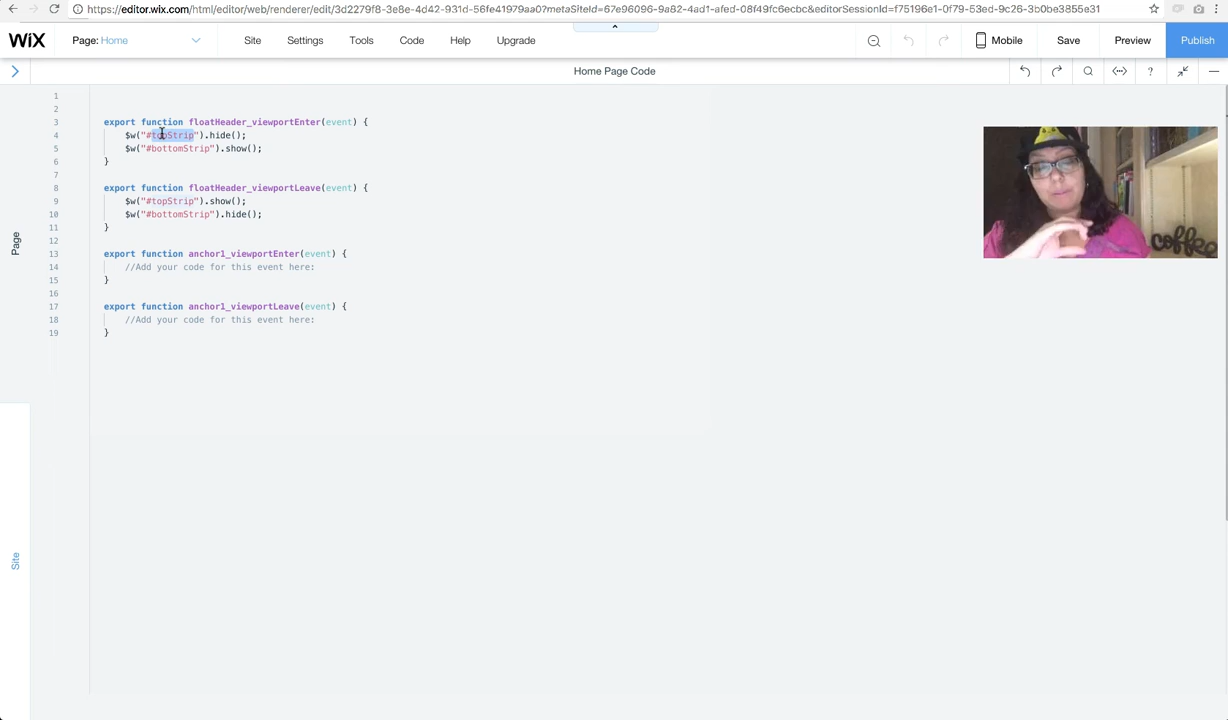 https://editor.wix.com/html/editor/web/renderer/edit/3d2279f8-3e8e-4d42-931d-56fe41979aa0?metaSiteId=67e96096-9a82-4ad1-afed-08f49fc6ecbc&editorSessionId=f75196e1-0f79-53ed-9c26-3b0be3855e31
WiX Page: Home Site Settings Tools Code Help Upgrade Mobile Save Preview Publish
Home Page Code ?
1
2
3 export function floatHeader_viewportEnter(event) {
4 $w("#topStrip").hide();
5 $w("#bottomStrip").show();
6 }
7
8 export function floatHeader_viewportLeave(event) {
9 $w("#topStrip").show();
10 $w("#bottomStrip").hide();
11 }
12
13 export function anchor1_viewportEnter(event) {
14 //Add your code for this event here:
15 }
16
17 export function anchor1_viewportLeave(event) {
18 //Add your code for this event here:
19 }
Page
Site
coffee